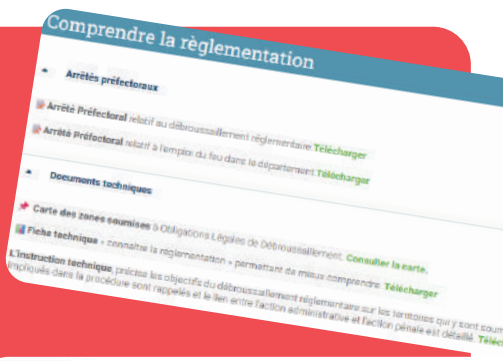 Comprendre la règlementation
Arrêtés préfectoraux
Arrêté Préfectoral relatif au débroussaillement réglementaire Télécharger
Arrêté Préfectoral relatif à l'emploi du feu dans le département Télécharger
Documents techniques
Carte des zones soumises à Obligations Légales de Débroussaillement. Consulter la carte.
Fiche technique « connaitre la réglementation » permettant de mieux comprendre. Télécharger
L'instruction technique, précise les objectifs du débroussaillement réglementaire sur les territoires qui y sont soum
impliqués dans la procédure sont rappelés et le lien entre l'action administrative et l'action pénale est détaillé. Téléc